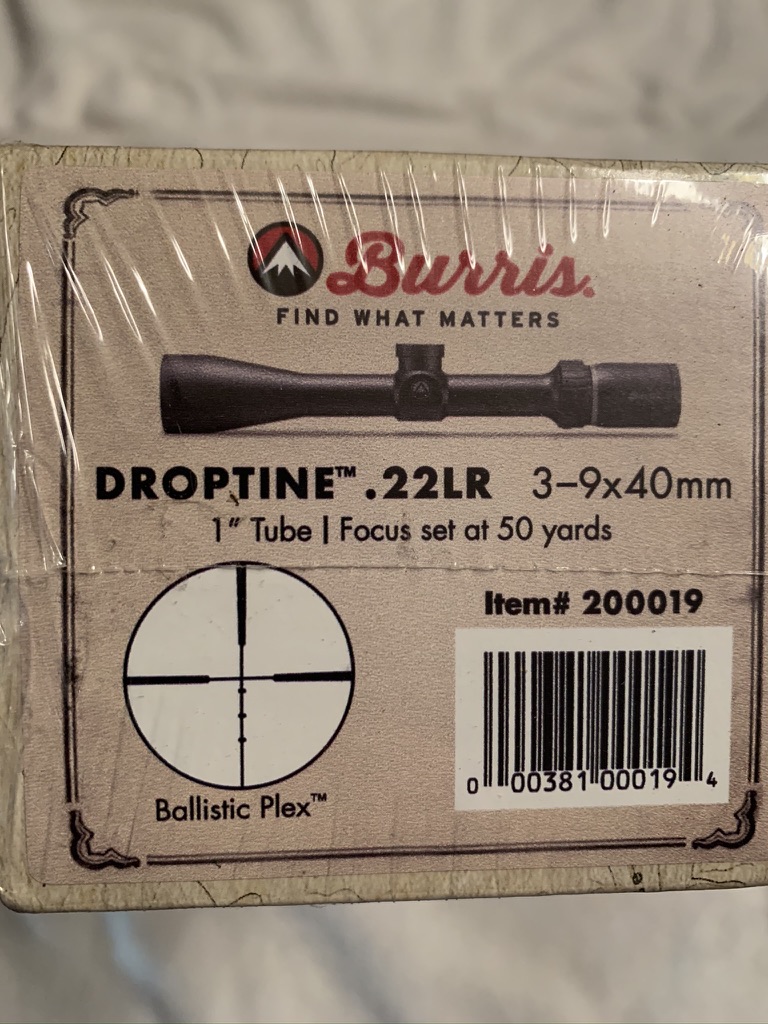 Burris.
FIND WHAT MATTERS
DROPTINE™ .22LR 3–9x40mm
1″ Tube | Focus set at 50 yards
Item# 200019
0 00381 00019 4
Ballistic Plex™